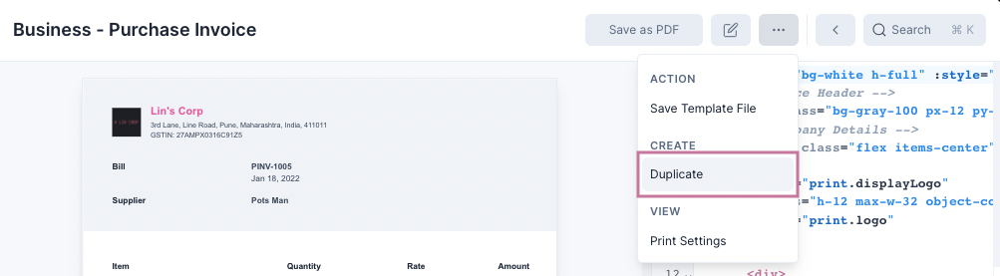 Business - Purchase Invoice
Save as PDF
Search
⌘ K
Lin's Corp
3rd Lane, Line Road, Pune, Maharashtra, India, 411011
GSTIN: 27AMPX0316C91Z5
Bill
PINV-1005
Jan 18, 2022
Supplier
Pots Man
Item Quantity Rate Amount
ACTION
Save Template File
CREATE
Duplicate
VIEW
Print Settings
"bg-white h-full" :style="
ce Header -->
ass="bg-gray-100 px-12 py-
pany Details -->
class="flex items-center"
="print.displayLogo"
s="h-12 max-w-32 object-co
="print.logo"
12 <div>